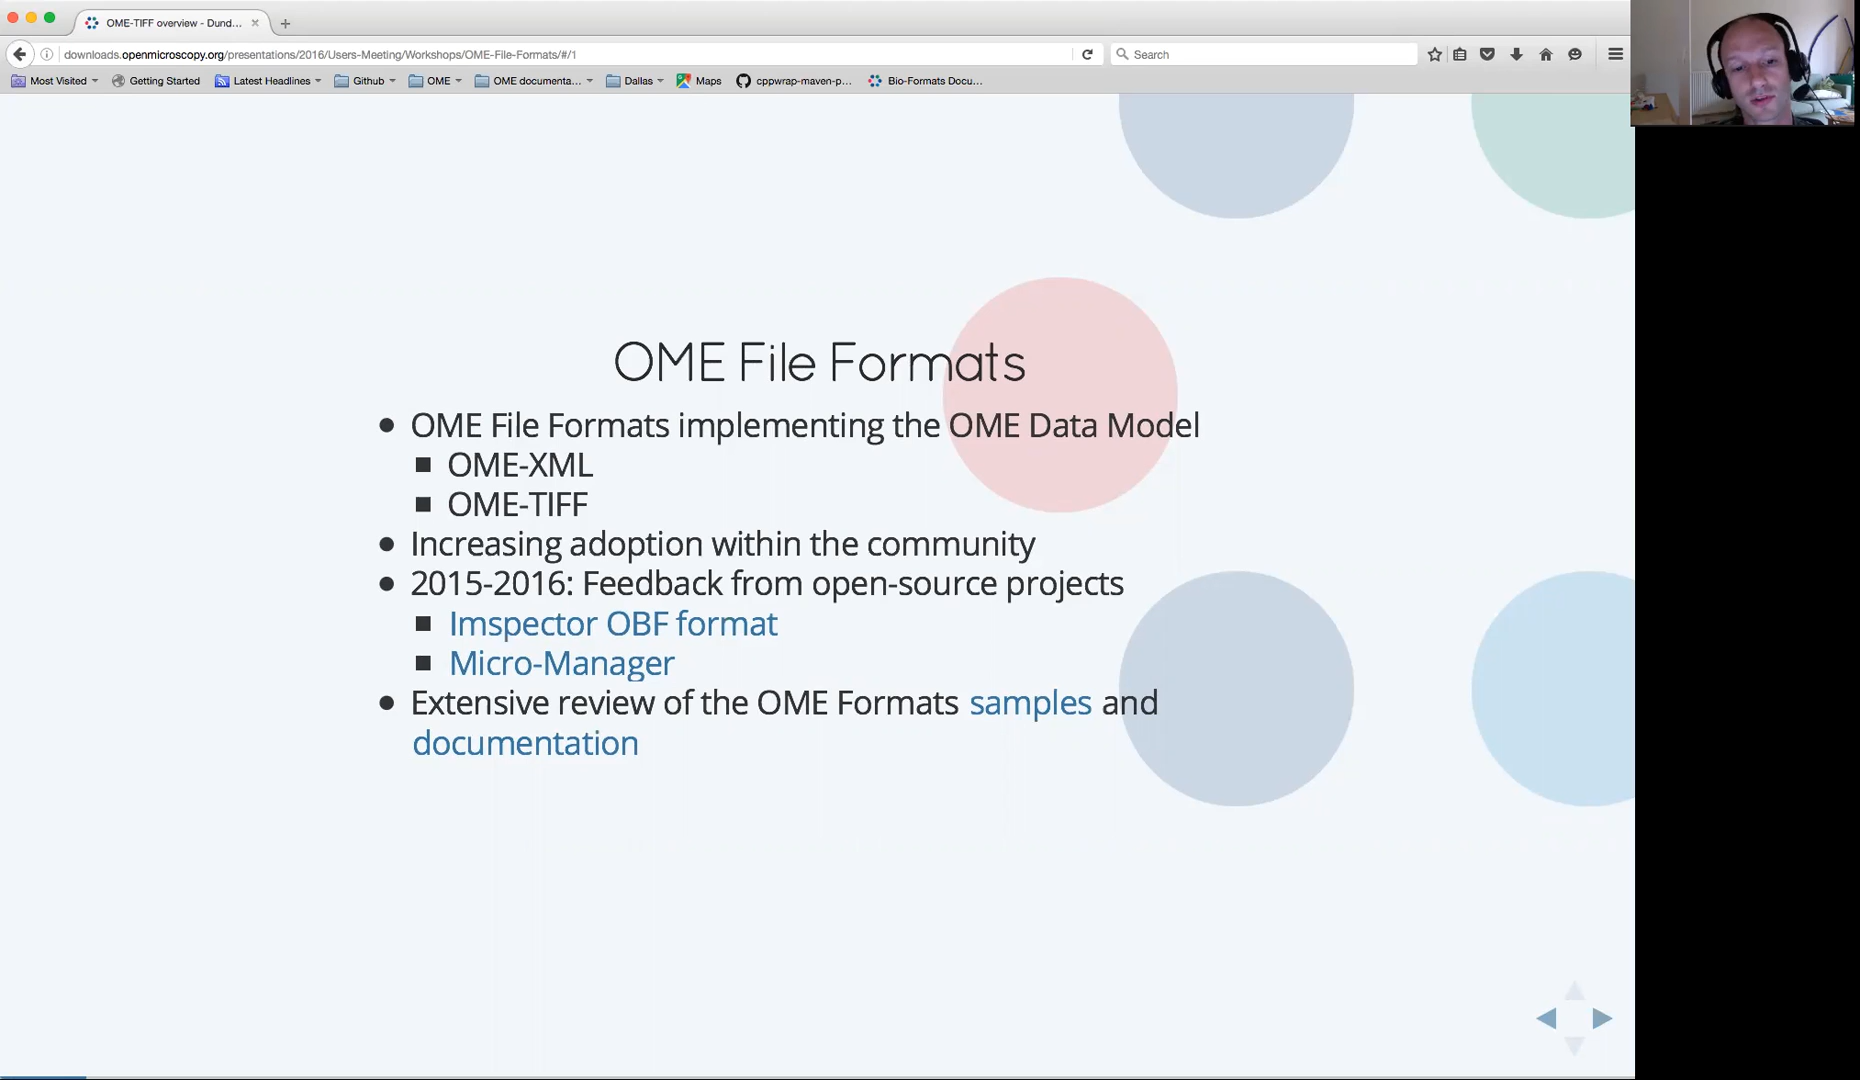 OME-TIFF overview - Dund...
downloads.openmicroscopy.org/presentations/2016/Users-Meeting/Workshops/OME-File-Formats/#/1
Search
Most Visited
Getting Started
Latest Headlines
Github
OME
OME documenta...
Dallas
Maps
cppwrap-maven-p...
Bio-Formats Docu...
OME File Formats
OME File Formats implementing the OME Data Model
OME-XML
OME-TIFF
Increasing adoption within the community
2015-2016: Feedback from open-source projects
Imspector OBF format
Micro-Manager
Extensive review of the OME Formats samples and
documentation